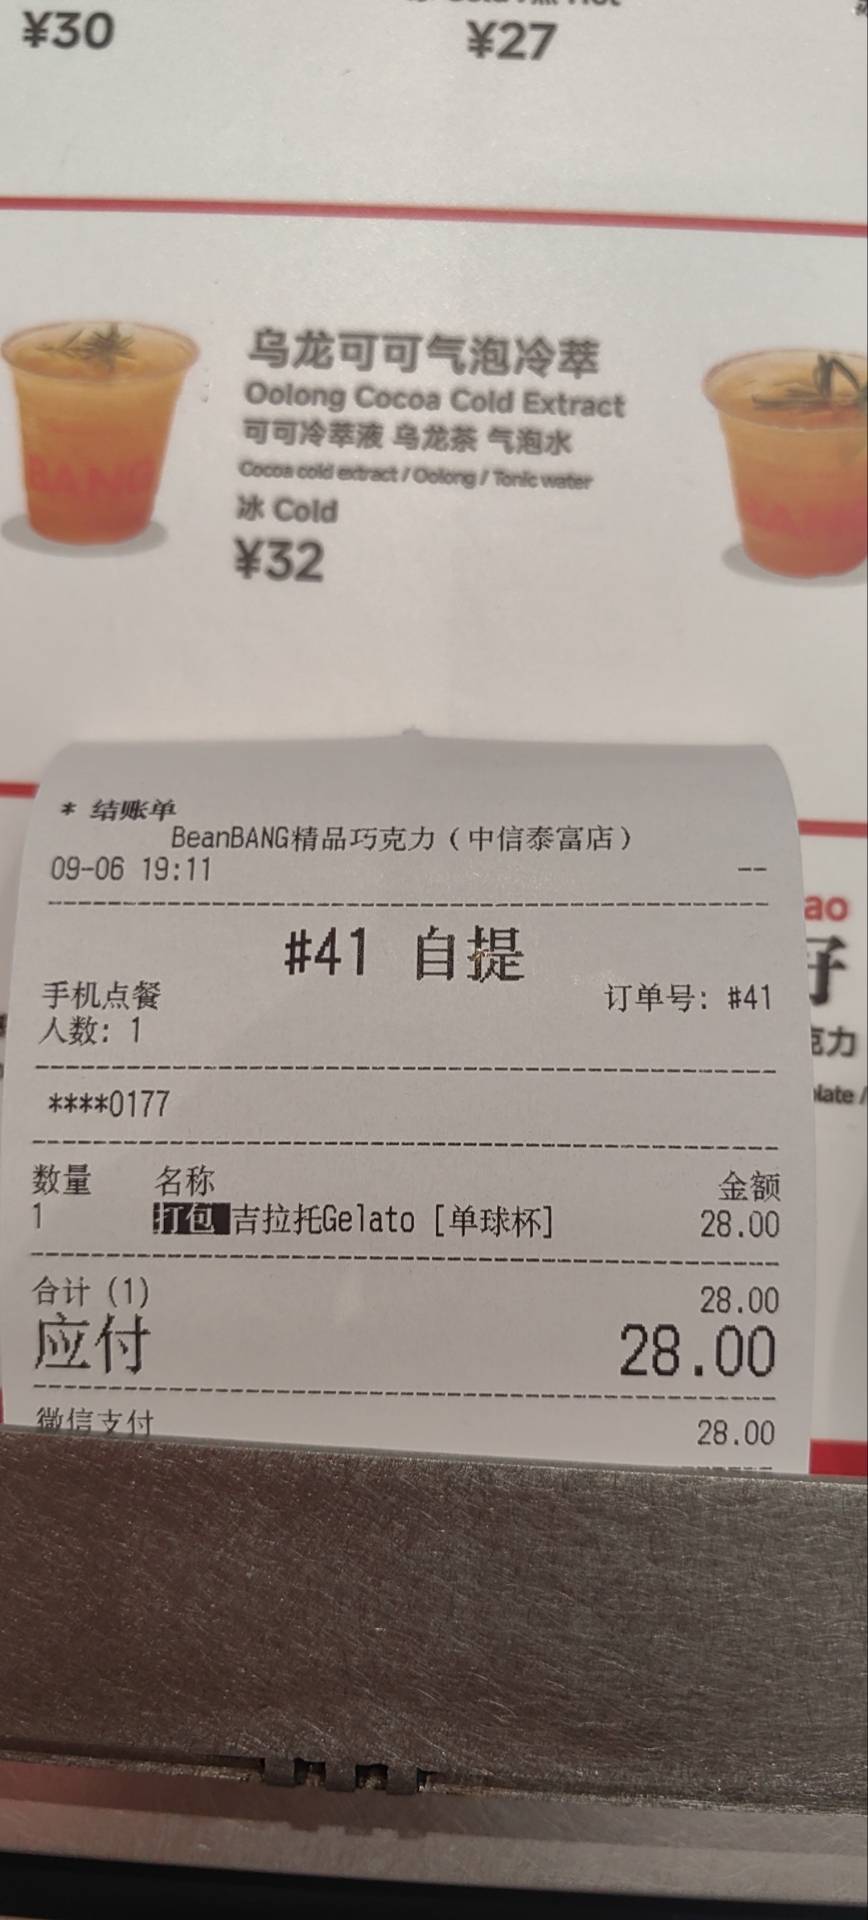 ¥30
¥27
乌龙可可气泡冷萃
Oolong Cocoa Cold Extract
可可冷萃液 乌龙茶 气泡水
Cocoa cold extract / Oolong / Tonic water
冰 Cold
¥32
BANG
* 结账单
BeanBANG精品巧克力（中信泰富店）
09-06 19:11 --
#41 自提
手机点餐 订单号: #41
人数: 1
****0177
数量 名称 金额
1 打包 吉拉托Gelato [单球杯] 28.00
合计 (1) 28.00
应付 28.00
微信支付 28.00